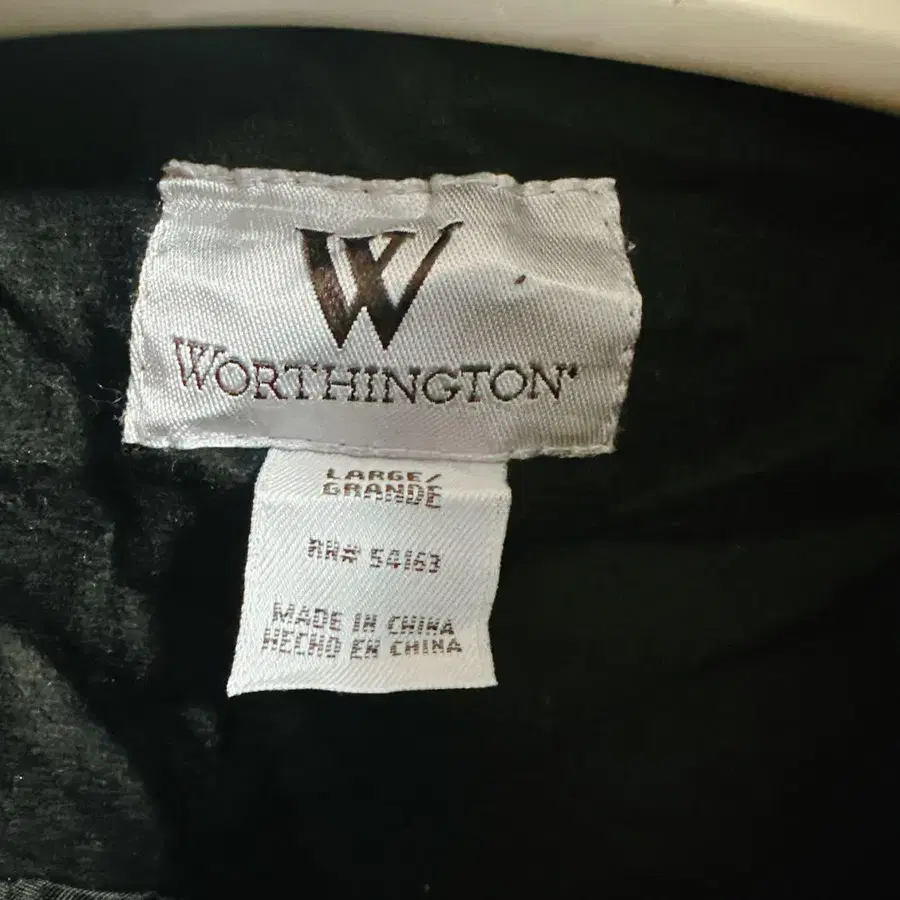 W
WORTHINGTON®
LARGE/
GRANDE
RN# 54163
MADE IN CHINA
HECHO EN CHINA